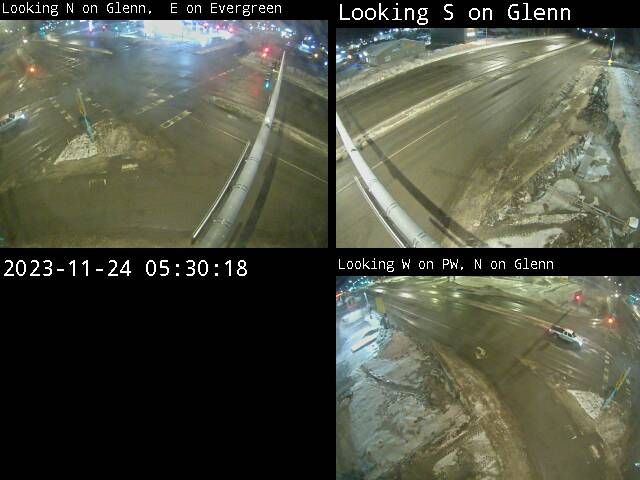 Looking N on Glenn, E on Evergreen
Looking S on Glenn
2023-11-24 05:30:18
Looking W on PW, N on Glenn